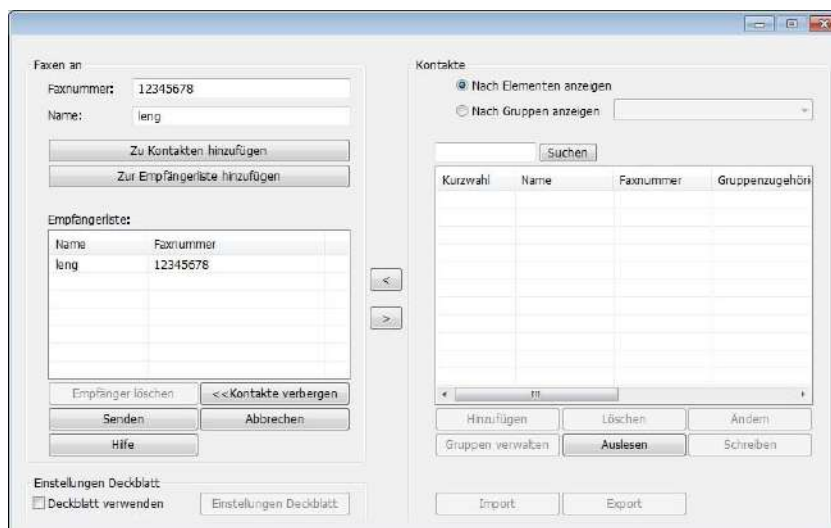 Faxen an
Faxnummer: 12345678
Name: leng
Zu Kontakten hinzufügen
Zur Empfängerliste hinzufügen
Empfängerliste:
Name Faxnummer
leng 12345678
Empfänger löschen <<Kontakte verbergen
Senden Abbrechen
Hilfe
Einstellungen Deckblatt
Deckblatt verwenden Einstellungen Deckblatt
<
>
Kontakte
Nach Elementen anzeigen
Nach Gruppen anzeigen
Suchen
Kurzwahl Name Faxnummer Gruppenzugehöri
Hinzufügen Löschen Ändern
Gruppen verwalten Auslesen Schreiben
Import Export